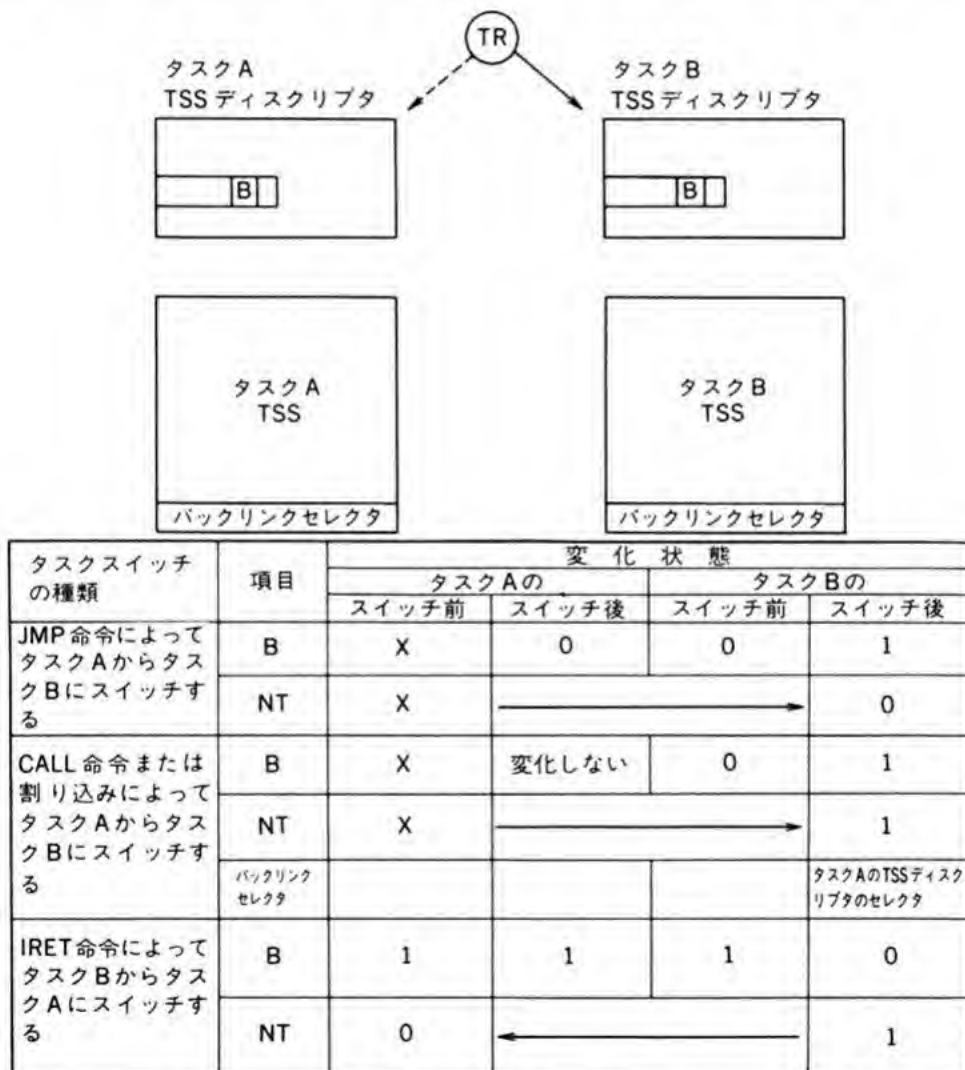 TR
タスクA
TSSディスクリプタ
タスクB
TSSディスクリプタ
B
B
タスクA
TSS
タスクB
TSS
バックリンクセレクタ
バックリンクセレクタ
タスクスイッチ
の種類
項目
変化状態
タスクAの
タスクBの
スイッチ前
スイッチ後
スイッチ前
スイッチ後
JMP命令によって
タスクAからタス
クBにスイッチす
る
B
X
0
0
1
NT
X
0
CALL命令または
割り込みによって
タスクAからタス
クBにスイッチす
る
B
X
変化しない
0
1
NT
X
1
バックリンク
セレクタ
タスクAのTSSディスク
リプタのセレクタ
IRET命令によって
タスクBからタス
クAにスイッチす
る
B
1
1
1
0
NT
0
1